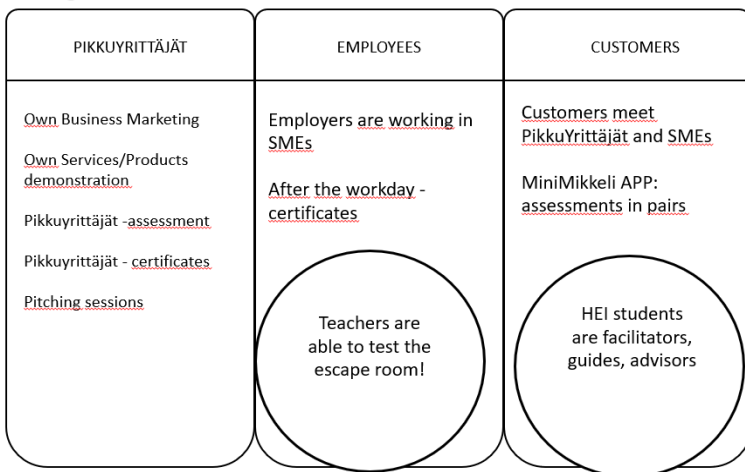 PIKKUYRITTÄJÄT
Own Business Marketing
Own Services/Products
demonstration
Pikkuyrittäjät -assessment
Pikkuyrittäjät - certificates
Pitching sessions
EMPLOYEES
Employers are working in
SMEs
After the workday -
certificates
Teachers are
able to test the
escape room!
CUSTOMERS
Customers meet
PikkuYrittäjät and SMEs
MiniMikkeli APP:
assessments in pairs
HEI students
are facilitators,
guides, advisors